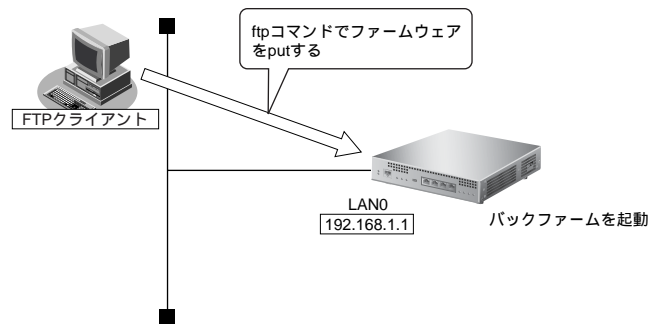 ftpコマンドでファームウェア
をputする
FTPクライアント
LAN0
192.168.1.1
バックファームを起動